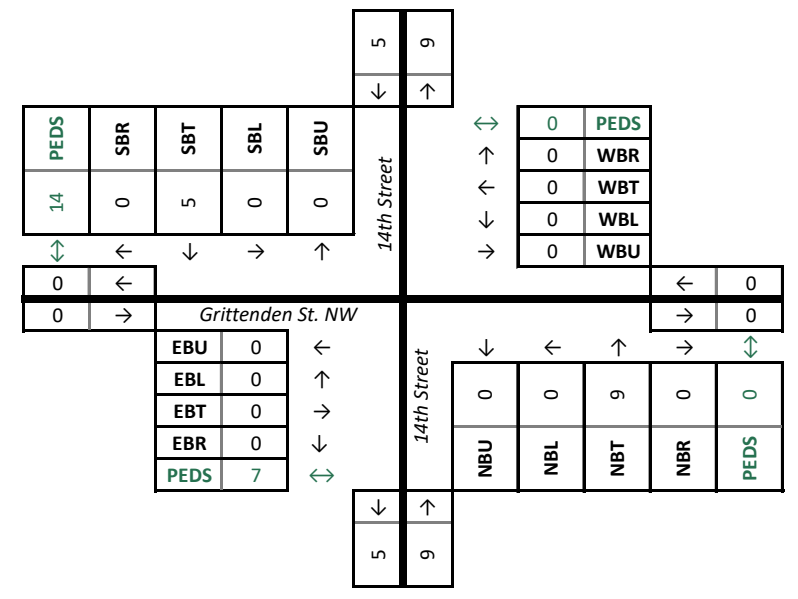 5 9
↓ ↑
PEDS SBR SBT SBL SBU
14 0 5 0 0
↕ ← ↓ → ↑
14th Street
↔ 0 PEDS
↑ 0 WBR
← 0 WBT
↓ 0 WBL
→ 0 WBU
0 ←
0 →
← 0
→ 0
Grittenden St. NW
EBU 0 ←
EBL 0 ↑
EBT 0 →
EBR 0 ↓
PEDS 7 ↔
14th Street
↓ ← ↑ → ↕
0 0 9 0 0
NBU NBL NBT NBR PEDS
↓ ↑
5 9